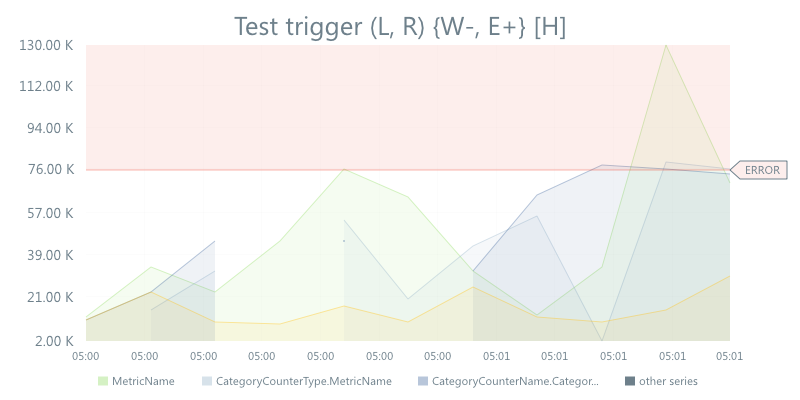 Test trigger (L, R) {W-, E+} [H]
130.00 K
112.00 K
94.00 K
76.00 K
57.00 K
39.00 K
21.00 K
2.00 K
ERROR
05:00 05:00 05:00 05:00 05:00 05:00 05:00 05:01 05:01 05:01 05:01 05:01
MetricName CategoryCounterType.MetricName CategoryCounterName.Categor... other series